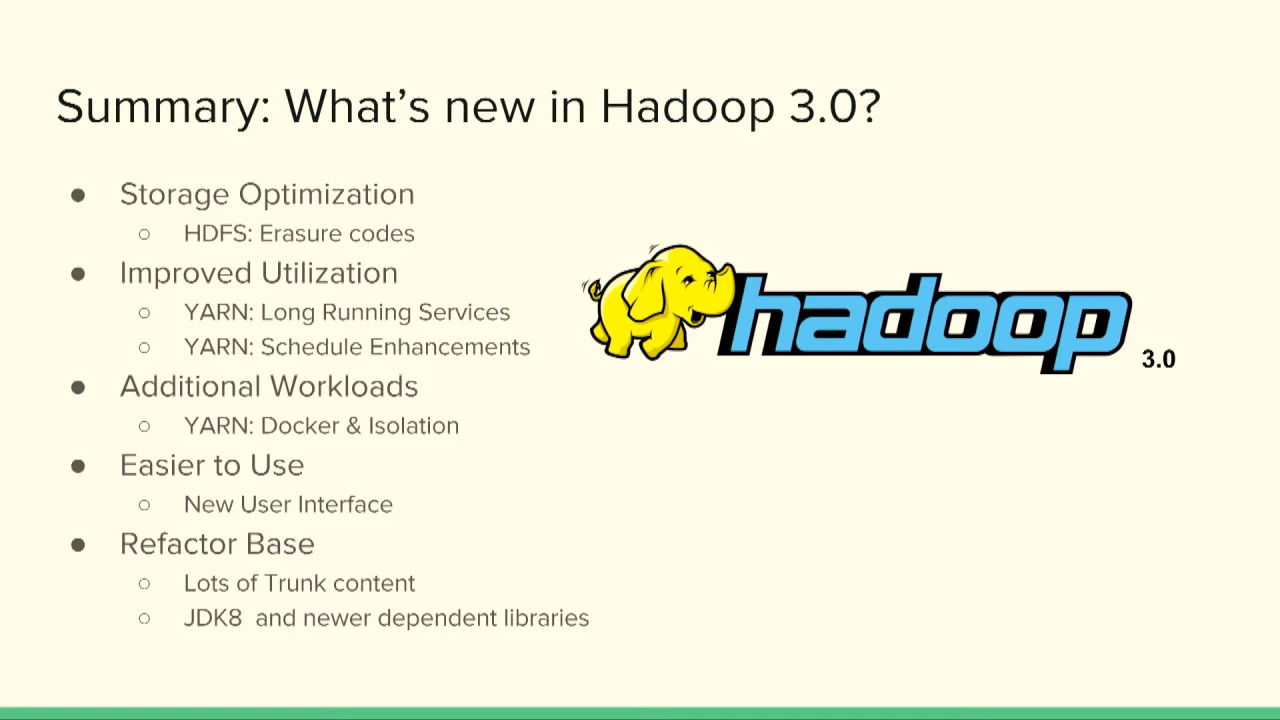 Summary: What's new in Hadoop 3.0?
● Storage Optimization
○ HDFS: Erasure codes
● Improved Utilization
○ YARN: Long Running Services
○ YARN: Schedule Enhancements
● Additional Workloads
○ YARN: Docker & Isolation
● Easier to Use
○ New User Interface
● Refactor Base
○ Lots of Trunk content
○ JDK8 and newer dependent libraries
hadoop
3.0